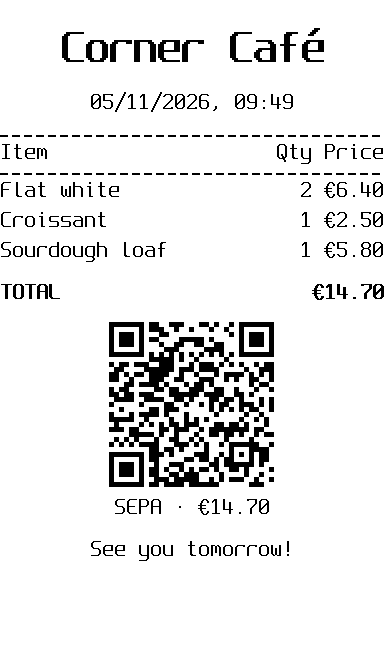 Corner Café
05/11/2026, 09:49
Item Qty Price
Flat white 2 €6.40
Croissant 1 €2.50
Sourdough loaf 1 €5.80
TOTAL €14.70
SEPA · €14.70
See you tomorrow!